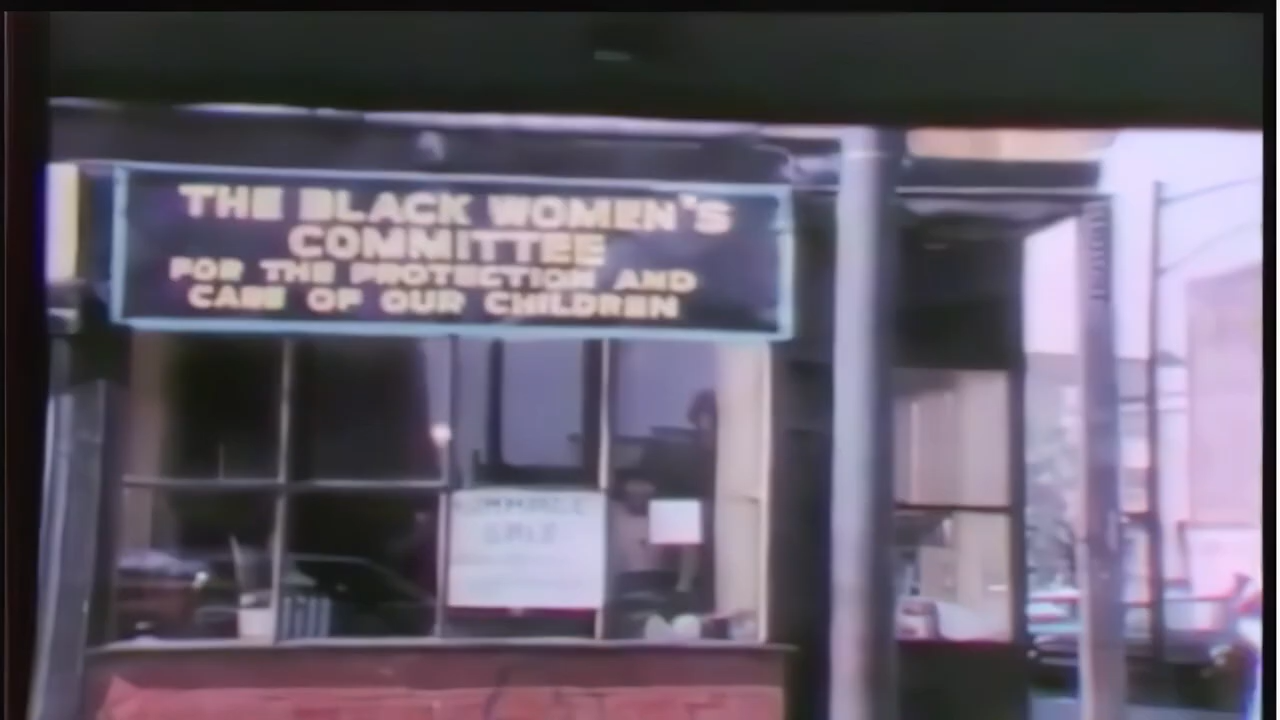 THE BLACK WOMEN'S
COMMITTEE
FOR THE PROTECTION AND
CARE OF OUR CHILDREN